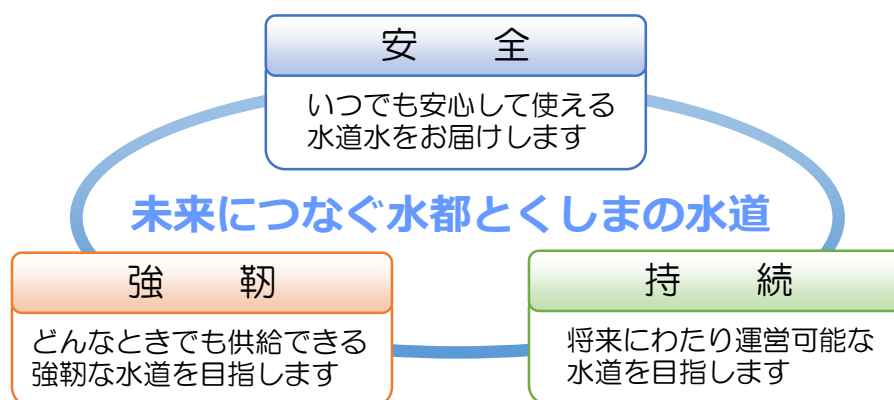 安　全
いつでも安心して使える
水道水をお届けします
未来につなぐ水都とくしまの水道
強　靭
どんなときでも供給できる
強靭な水道を目指します
持　続
将来にわたり運営可能な
水道を目指します